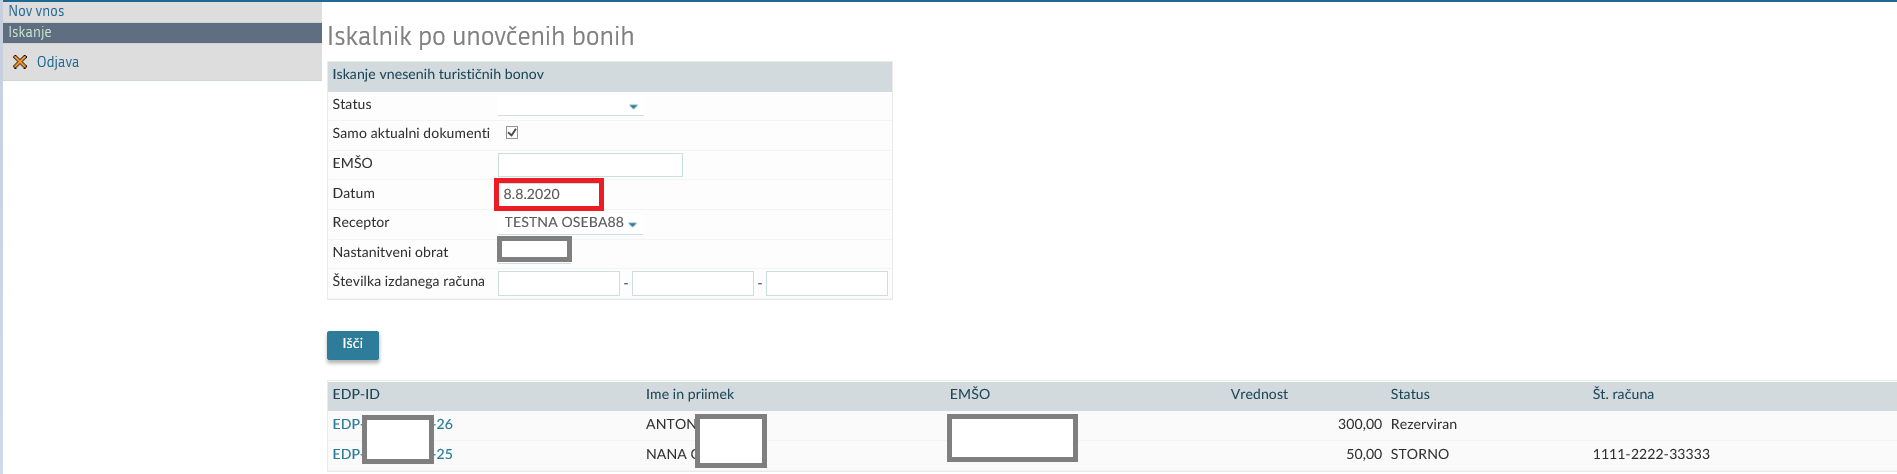 Nov vnos
Iskanje
Odjava
Iskalnik po unovčenih bonih
Iskanje vnesenih turističnih bonov
Status
Samo aktualni dokumenti
EMŠO
Datum 8.8.2020
Receptor TESTNA OSEBA88
Nastanitveni obrat
Številka izdanega računa - -
Išči
EDP-ID Ime in priimek EMŠO Vrednost Status Št. računa
EDP- -26 ANTON 300,00 Rezerviran
EDP- -25 NANA 50,00 STORNO 1111-2222-33333